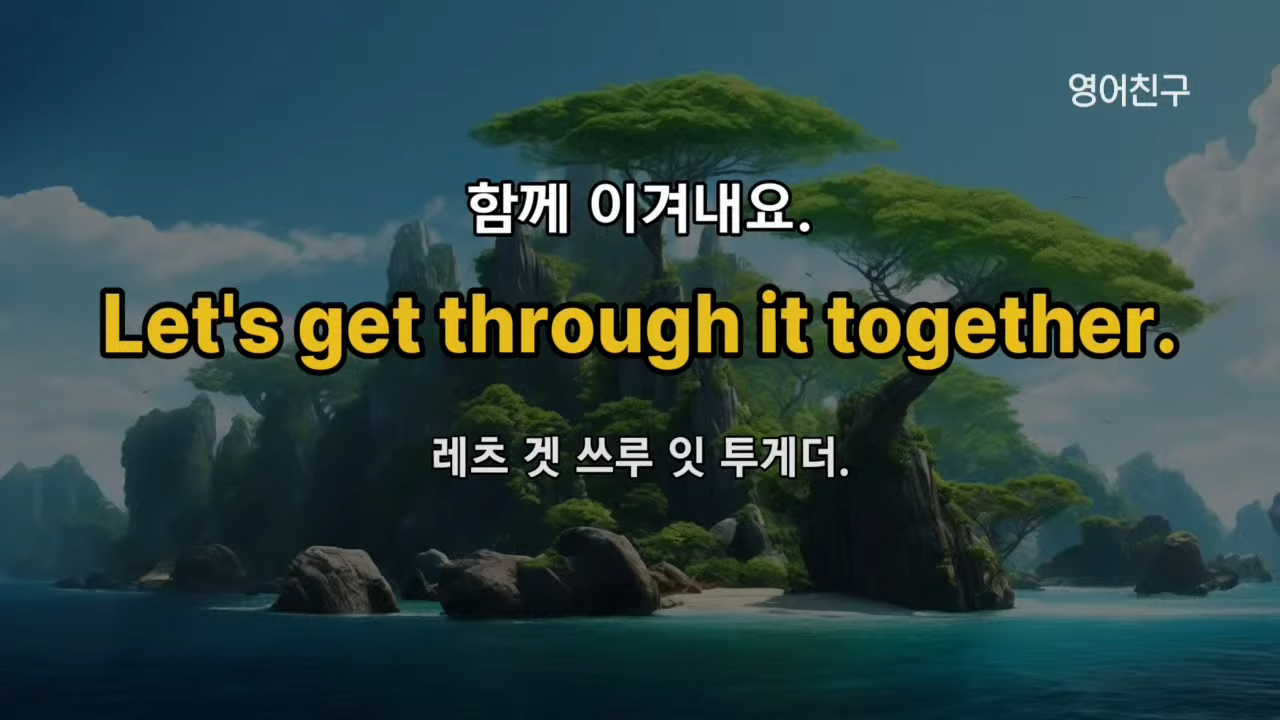 영어친구
함께 이겨내요.
Let's get through it together.
레츠 겟 쓰루 잇 투게더.